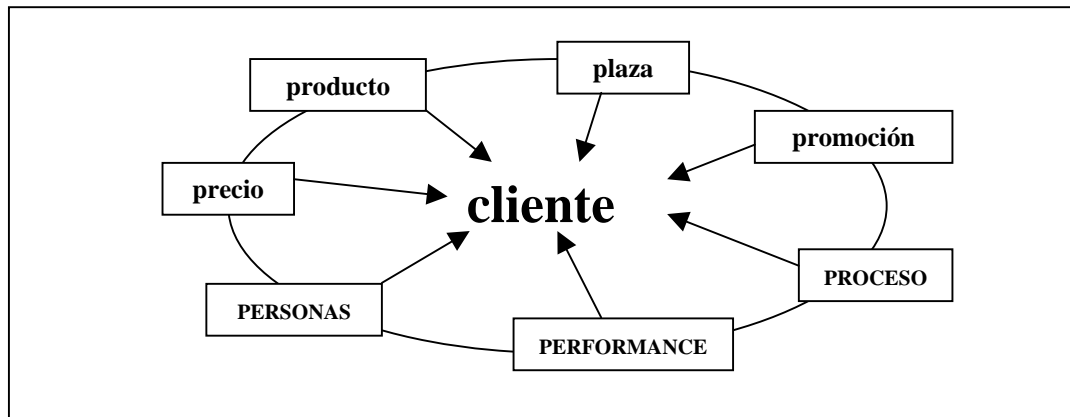 plaza
producto
promoción
precio
cliente
PROCESO
PERSONAS
PERFORMANCE